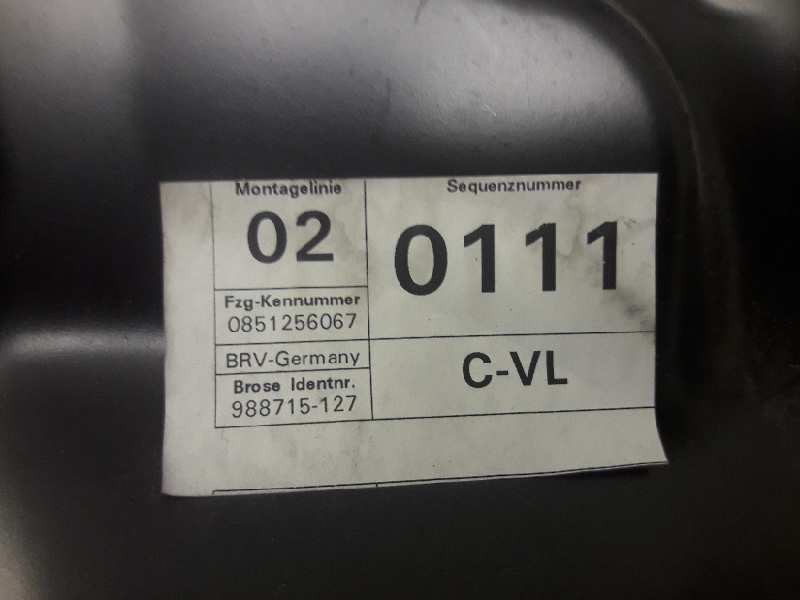 Montagelinie
02
Sequenznummer
0111
Fzg-Kennummer
0851256067
BRV-Germany
C-VL
Brose Identnr.
988715-127